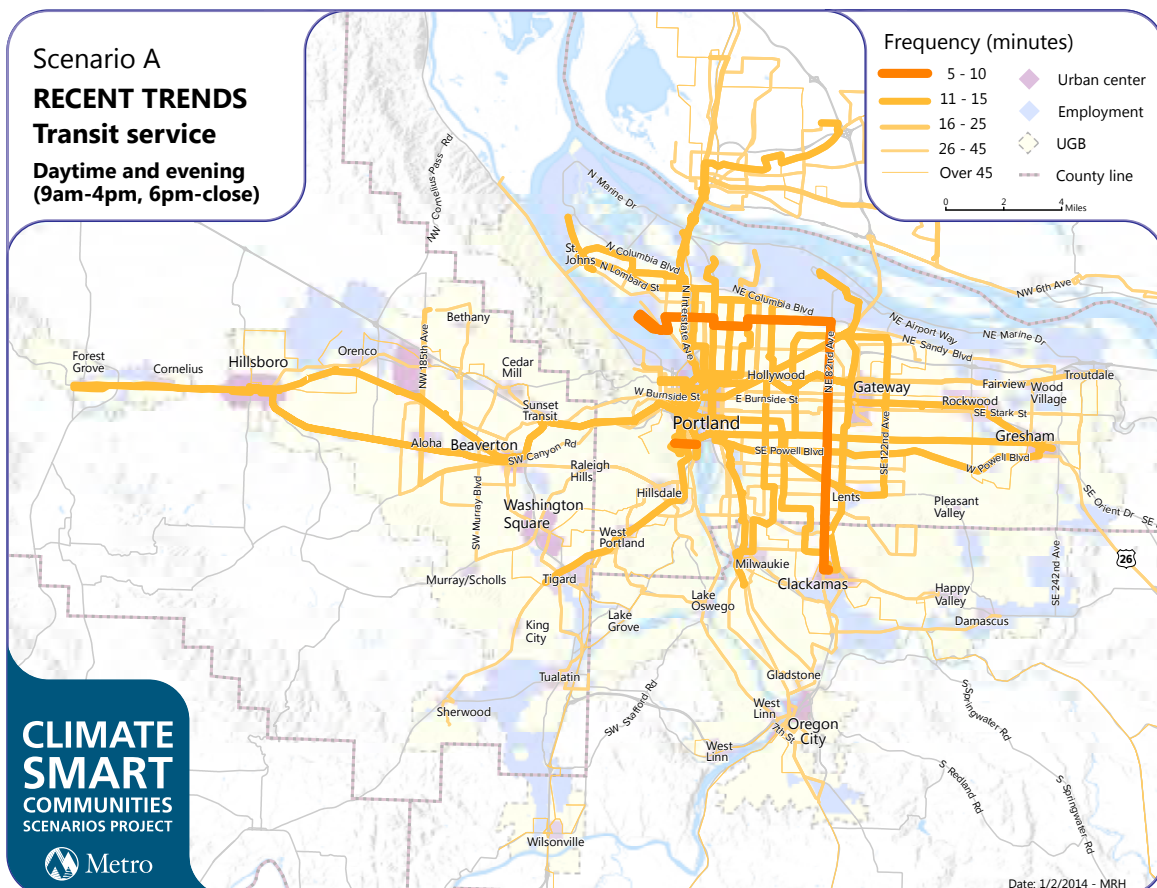 Scenario A
RECENT TRENDS
Transit service
Daytime and evening
(9am-4pm, 6pm-close)
Frequency (minutes)
5 - 10
11 - 15
16 - 25
26 - 45
Over 45
Urban center
Employment
UGB
County line
0 2 4 Miles
NW Cornelius Pass Rd
N Marine Dr
St. Johns
N Columbia Blvd
N Lombard St
N Interstate Ave
NE Columbia Blvd
NW 6th Ave
NE Airport Way
NE Marine Dr
NE Sandy Blvd
NE 82nd Ave
Bethany
NW 185th Ave
Orenco
Hillsboro
Forest
Grove
Cornelius
Cedar
Mill
Sunset
Transit
W Burnside St
E Burnside St
Hollywood
Gateway
Fairview
Wood
Village
Troutdale
Rockwood
SE Stark St
Portland
Gresham
Aloha
Beaverton
SW Canyon Rd
Raleigh
Hills
SE Powell Blvd
SE 122nd Ave
W Powell Blvd
SW Murray Blvd
Washington
Square
Hillsdale
Lents
Pleasant
Valley
SE Orient Dr
SE
West
Portland
26
Murray/Scholls
Tigard
Milwaukie
Clackamas
SE 242nd Ave
Happy
Valley
Damascus
King
City
Lake
Grove
Lake
Oswego
Tualatin
Gladstone
Sherwood
SW Stafford Rd
West
Linn
7th St
Oregon
City
West
Linn
S Springwater Rd
S Redland Rd
S Springwater Rd
Wilsonville
CLIMATE
SMART
COMMUNITIES
SCENARIOS PROJECT
Metro
Date: 1/2/2014 - MRH